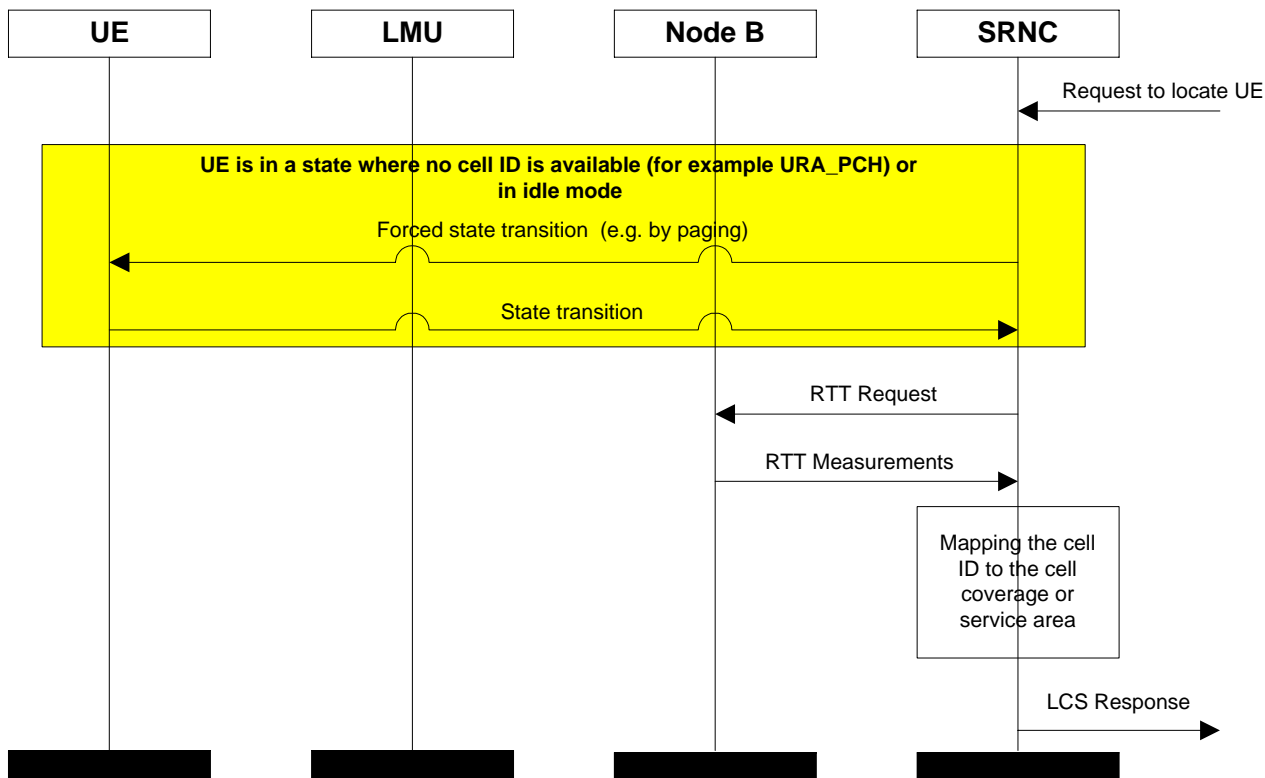 UE
LMU
Node B
SRNC
Request to locate UE
UE is in a state where no cell ID is available (for example URA_PCH) or
in idle mode
Forced state transition (e.g. by paging)
State transition
RTT Request
RTT Measurements
Mapping the cell
ID to the cell
coverage or
service area
LCS Response